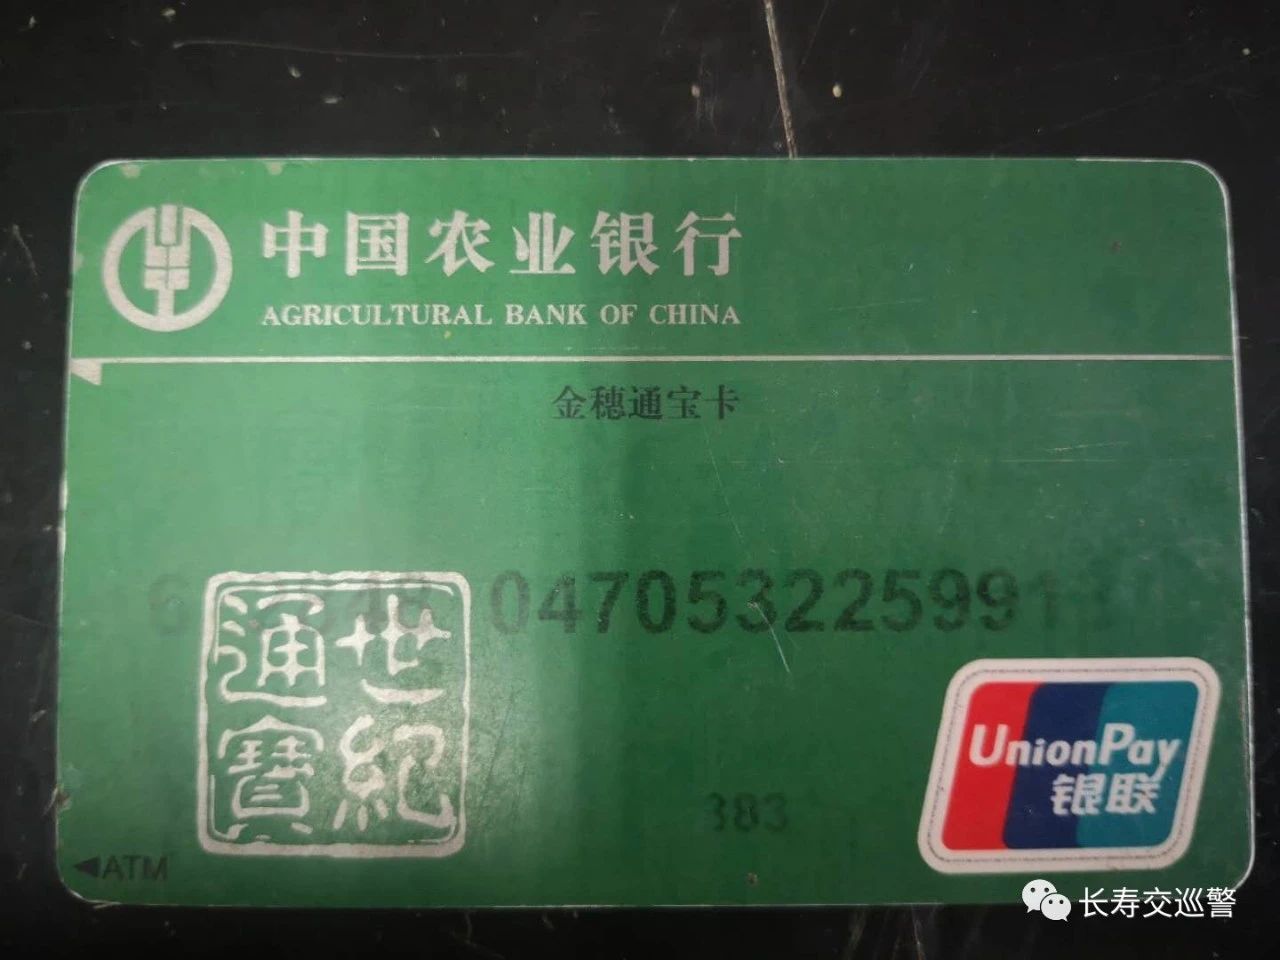 中国农业银行
AGRICULTURAL BANK OF CHINA
金穗通宝卡
047053225991
世紀
通寶
UnionPay
银联
383
ATM
长寿交巡警